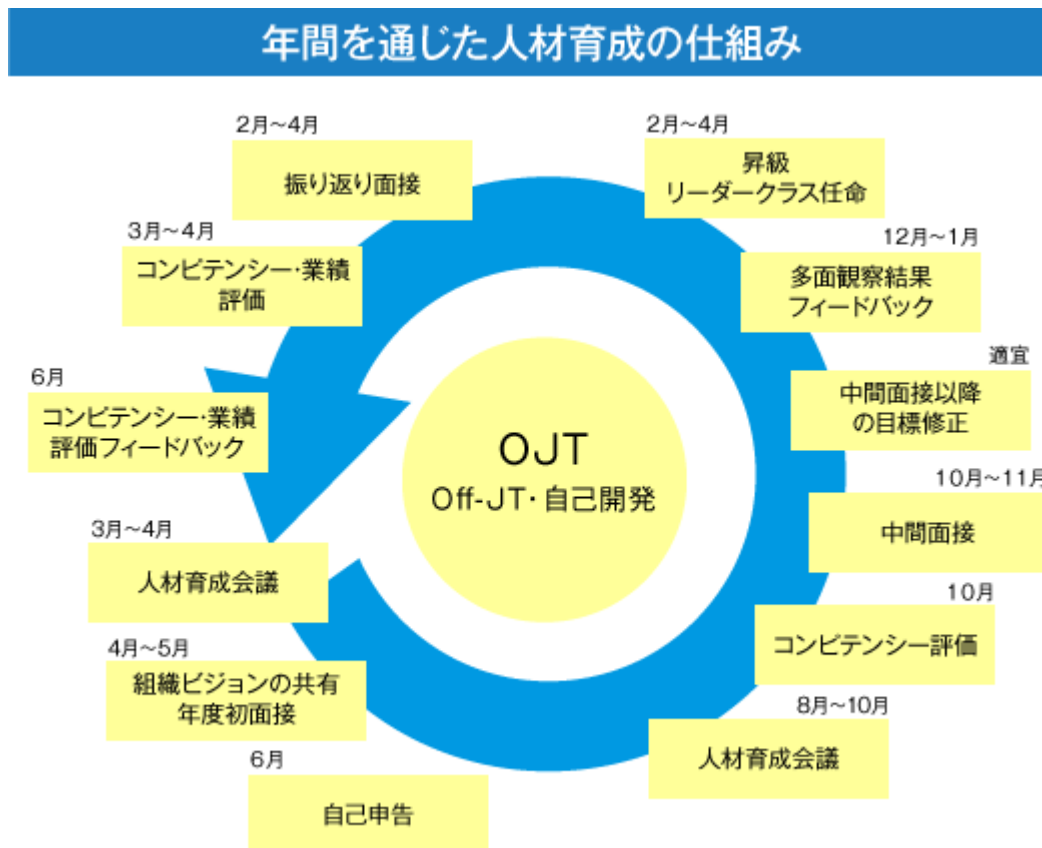 年間を通じた人材育成の仕組み
2月～4月
振り返り面接
2月～4月
昇級
リーダークラス任命
3月～4月
コンピテンシー・業績
評価
12月～1月
多面観察結果
フィードバック
6月
コンピテンシー・業績
評価フィードバック
適宜
中間面接以降
の目標修正
OJT
Off-JT・自己開発
10月～11月
中間面接
3月～4月
人材育成会議
10月
コンピテンシー評価
4月～5月
組織ビジョンの共有
年度初面接
8月～10月
人材育成会議
6月
自己申告